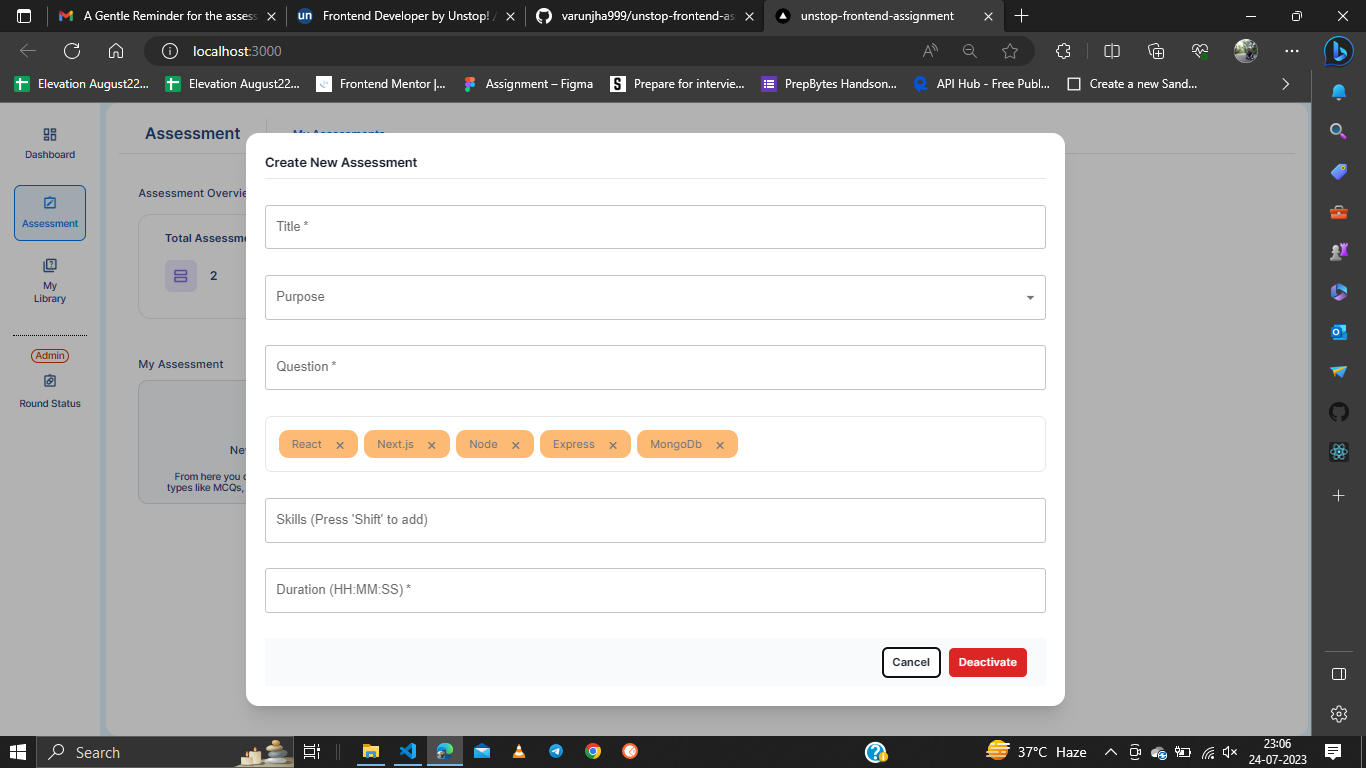 A Gentle Reminder for the assess
Frontend Developer by Unstop! /
varunjha999/unstop-frontend-as
unstop-frontend-assignment
localhost:3000
Elevation August22...
Elevation August22...
Frontend Mentor |...
Assignment – Figma
Prepare for intervie...
PrepBytes Handson...
API Hub - Free Publ...
Create a new Sand...
Dashboard
Assessment
My
Library
Admin
Round Status
Assessment
My Assessments
Assessment Overvie
Total Assessme
2
My Assessment
Ne
From here you c
types like MCQs,
Create New Assessment
Title *
Purpose
Question *
React
Next.js
Node
Express
MongoDb
Skills (Press 'Shift' to add)
Duration (HH:MM:SS) *
Cancel
Deactivate
Search
37°C Haze
23:06
24-07-2023